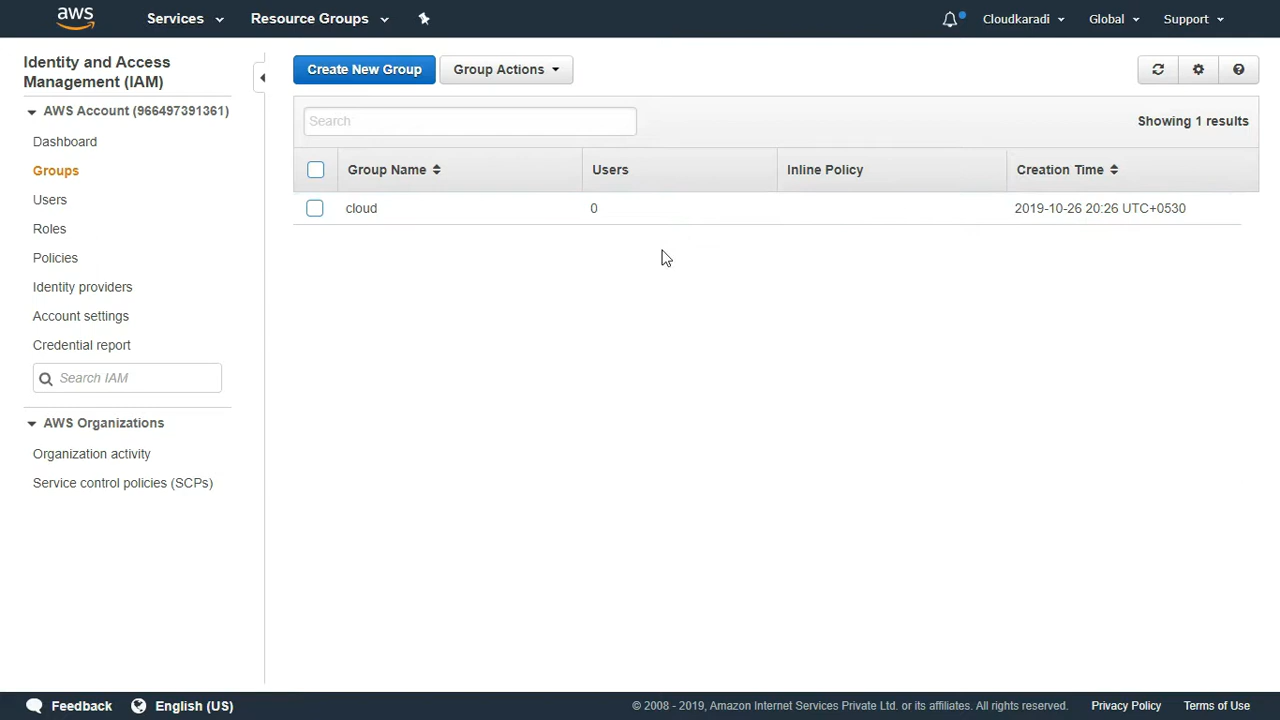 aws Services Resource Groups Cloudkaradi Global Support
Identity and Access
Management (IAM)
AWS Account (966497391361)
Dashboard
Groups
Users
Roles
Policies
Identity providers
Account settings
Credential report
Search IAM
AWS Organizations
Organization activity
Service control policies (SCPs)
Create New Group Group Actions
Search Showing 1 results
Group Name Users Inline Policy Creation Time
cloud 0 2019-10-26 20:26 UTC+0530
Feedback English (US) © 2008 - 2019, Amazon Internet Services Private Ltd. or its affiliates. All rights reserved. Privacy Policy Terms of Use